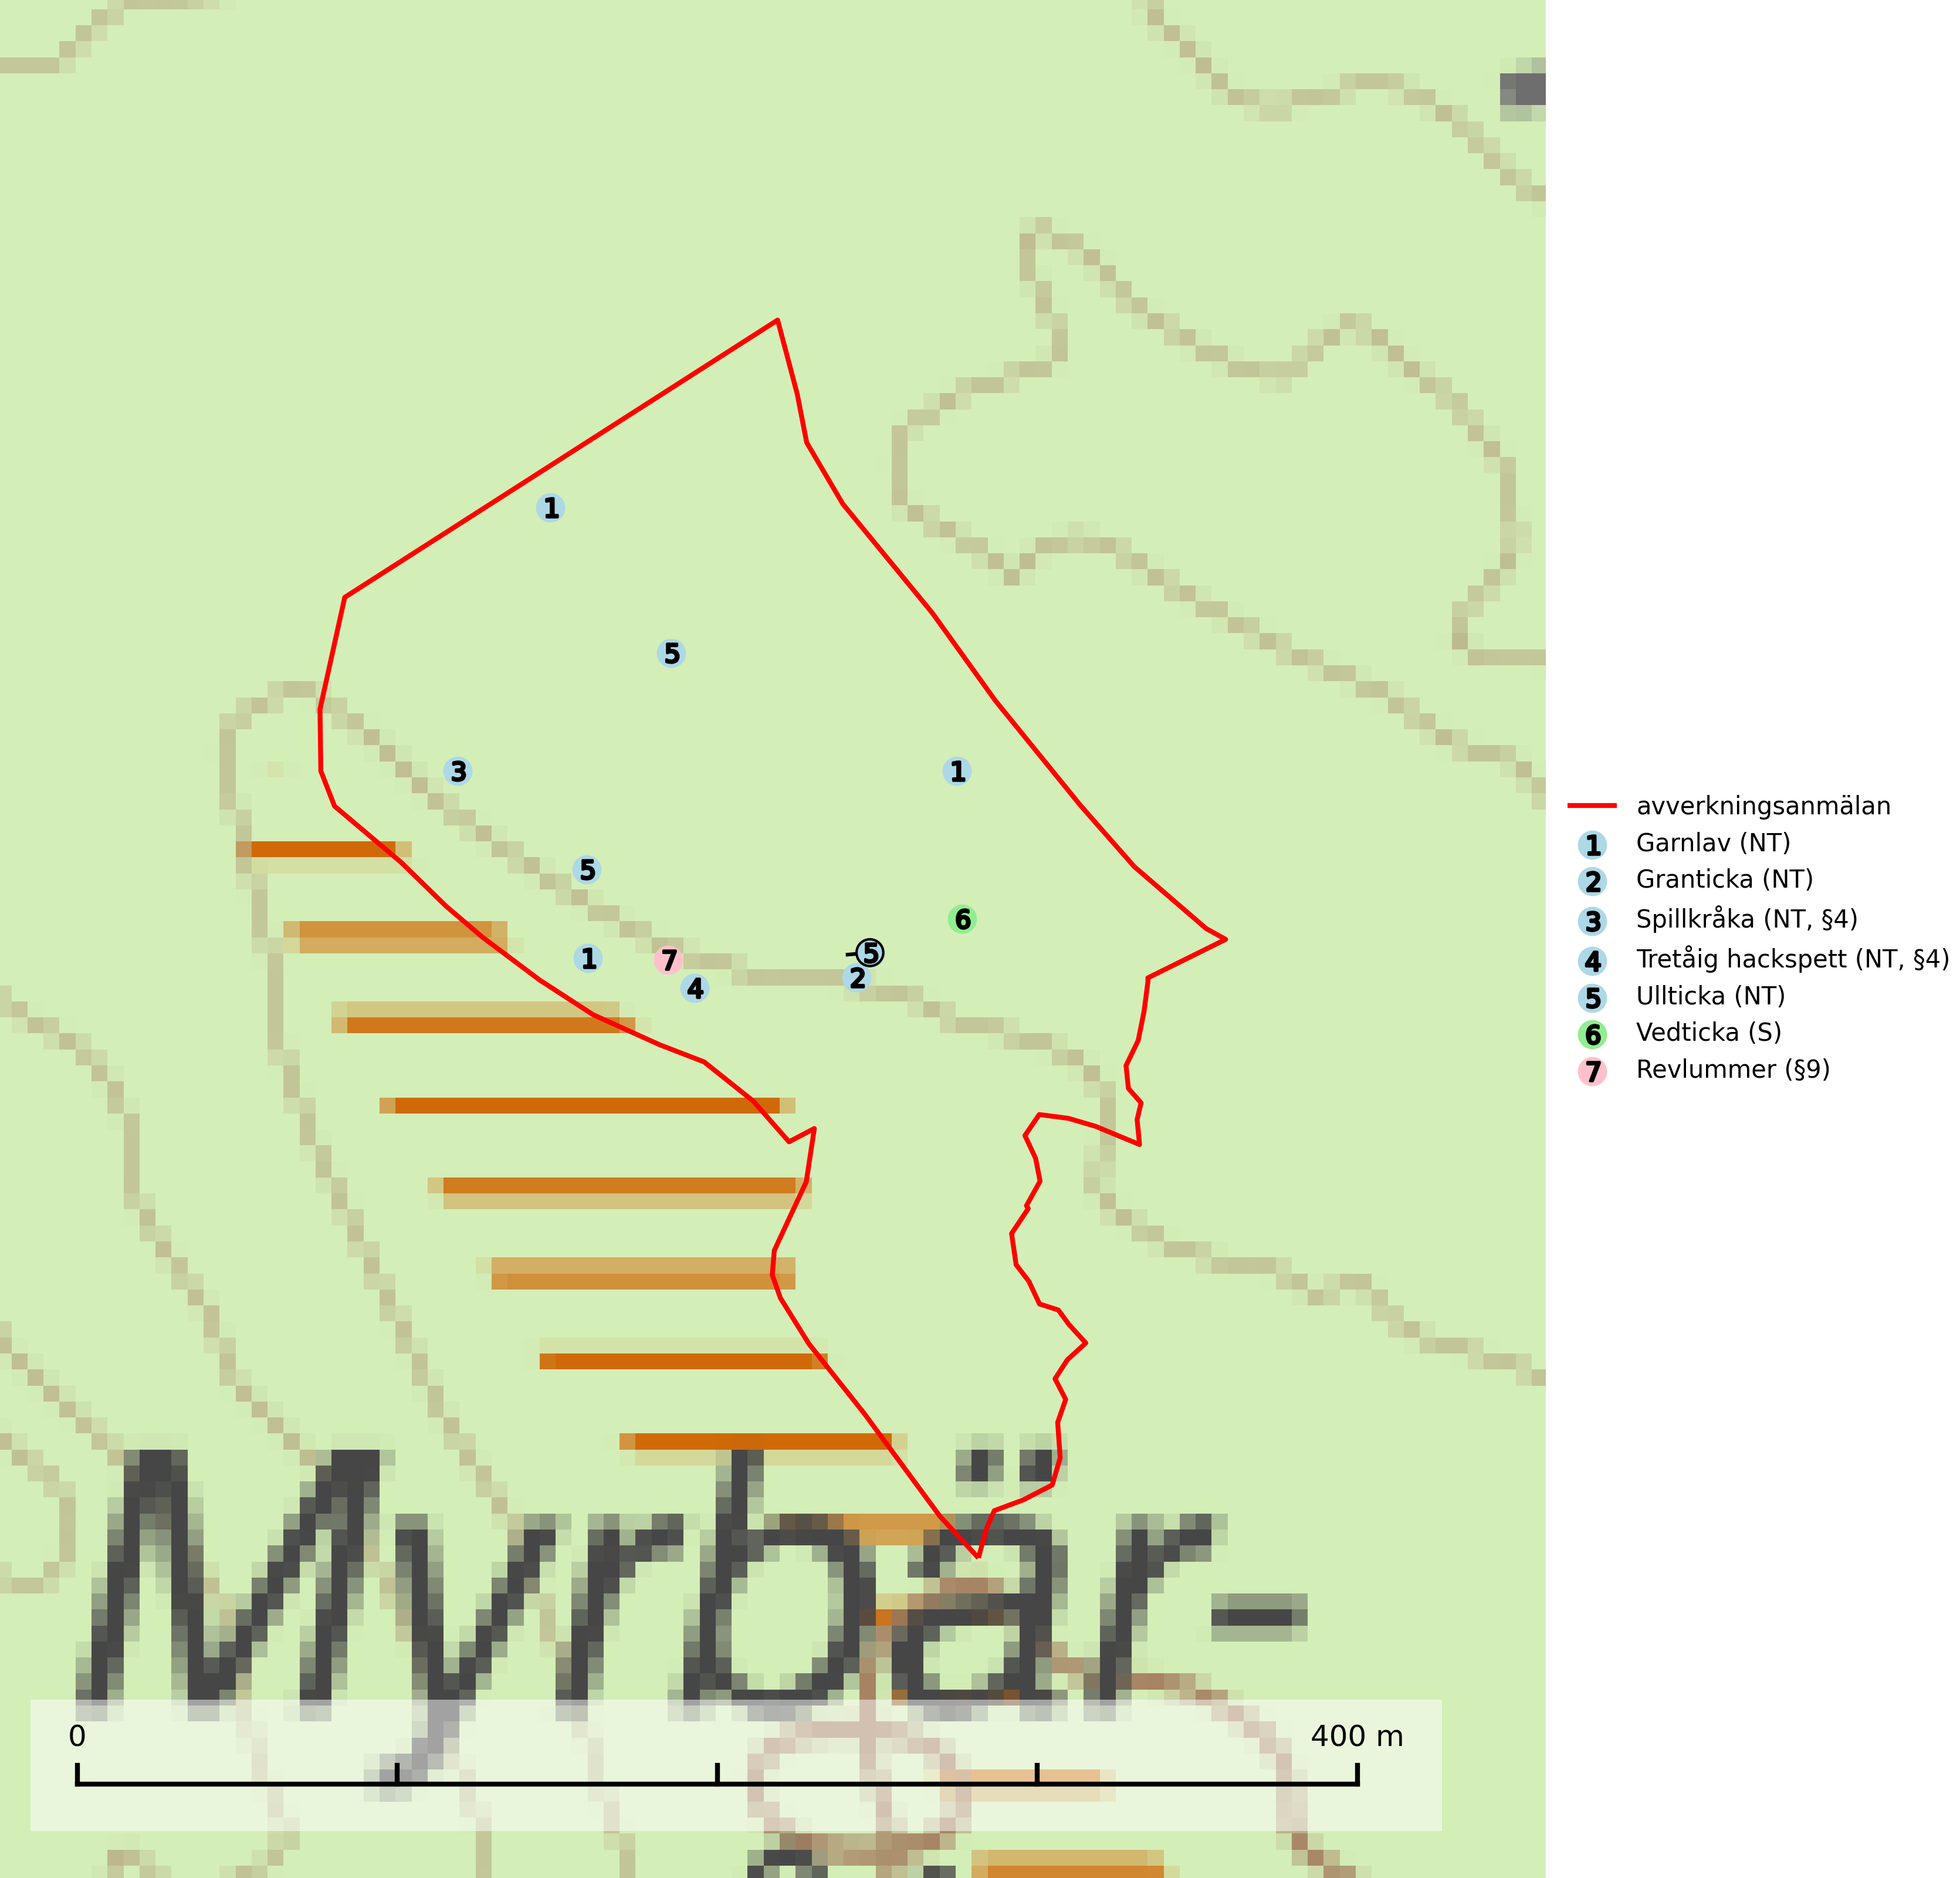 1
5
3
1
5
6
5
1
7
2
4
Myrbär-
0
400 m
avverkningsanmälan
1 Garnlav (NT)
2 Granticka (NT)
3 Spillkråka (NT, §4)
4 Tretåig hackspett (NT, §4)
5 Ullticka (NT)
6 Vedticka (S)
7 Revlummer (§9)